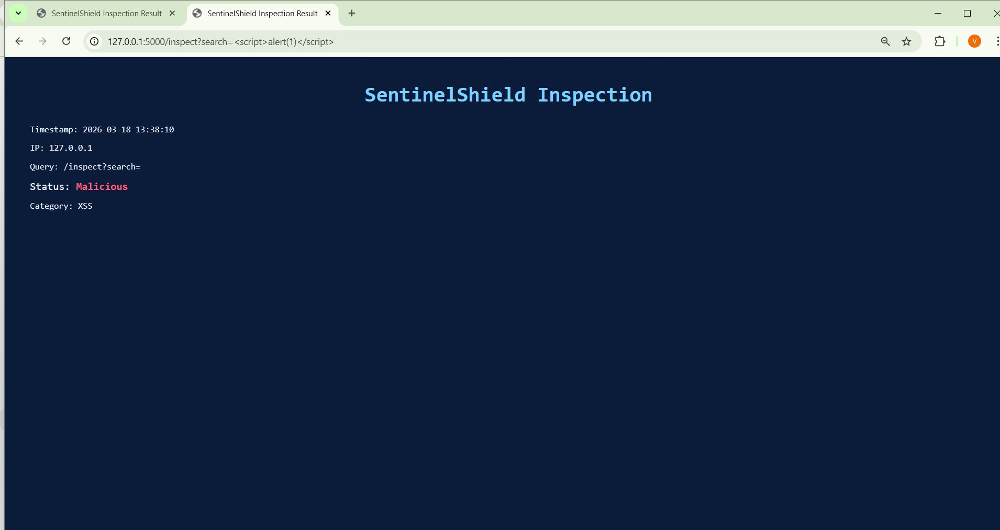 SentinelShield Inspection Result
SentinelShield Inspection Result
127.0.0.1:5000/inspect?search=<script>alert(1)</script>
V
SentinelShield Inspection
Timestamp: 2026-03-18 13:38:10
IP: 127.0.0.1
Query: /inspect?search=
Status: Malicious
Category: XSS